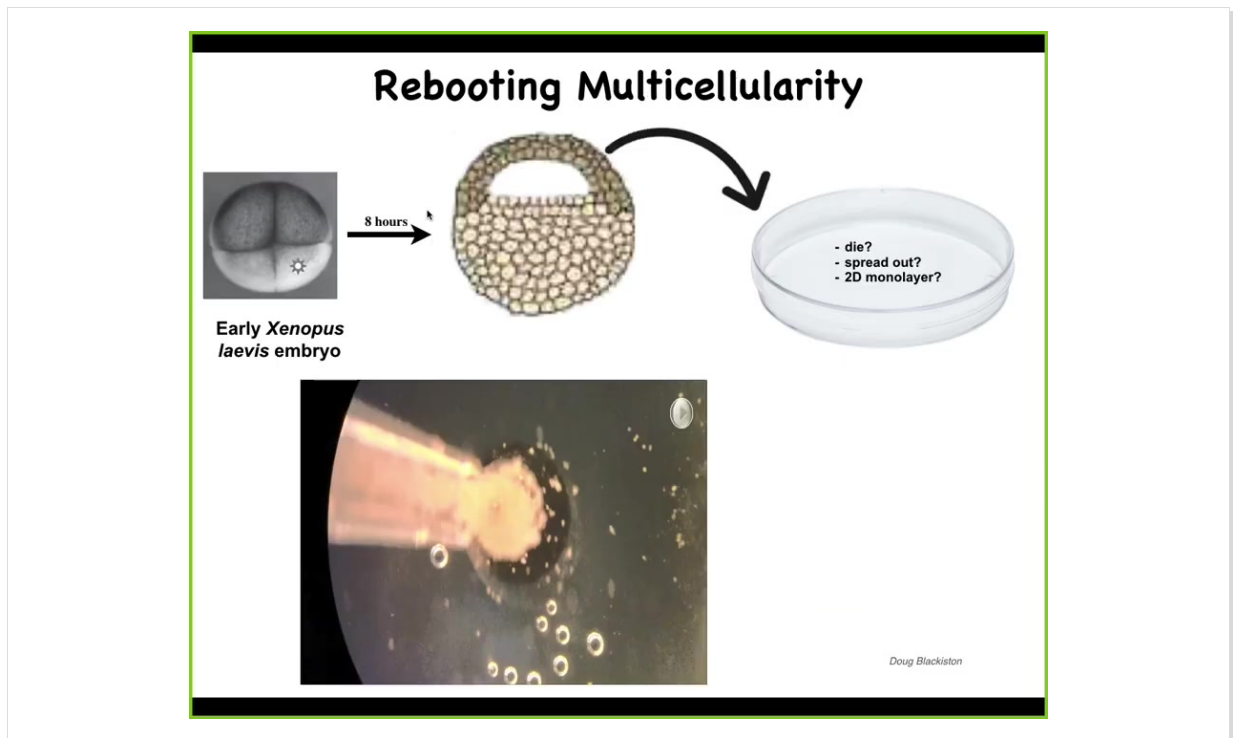 Rebooting Multicellularity
8 hours
- die?
- spread out?
- 2D monolayer?
Early Xenopus
laevis embryo
Doug Blackiston